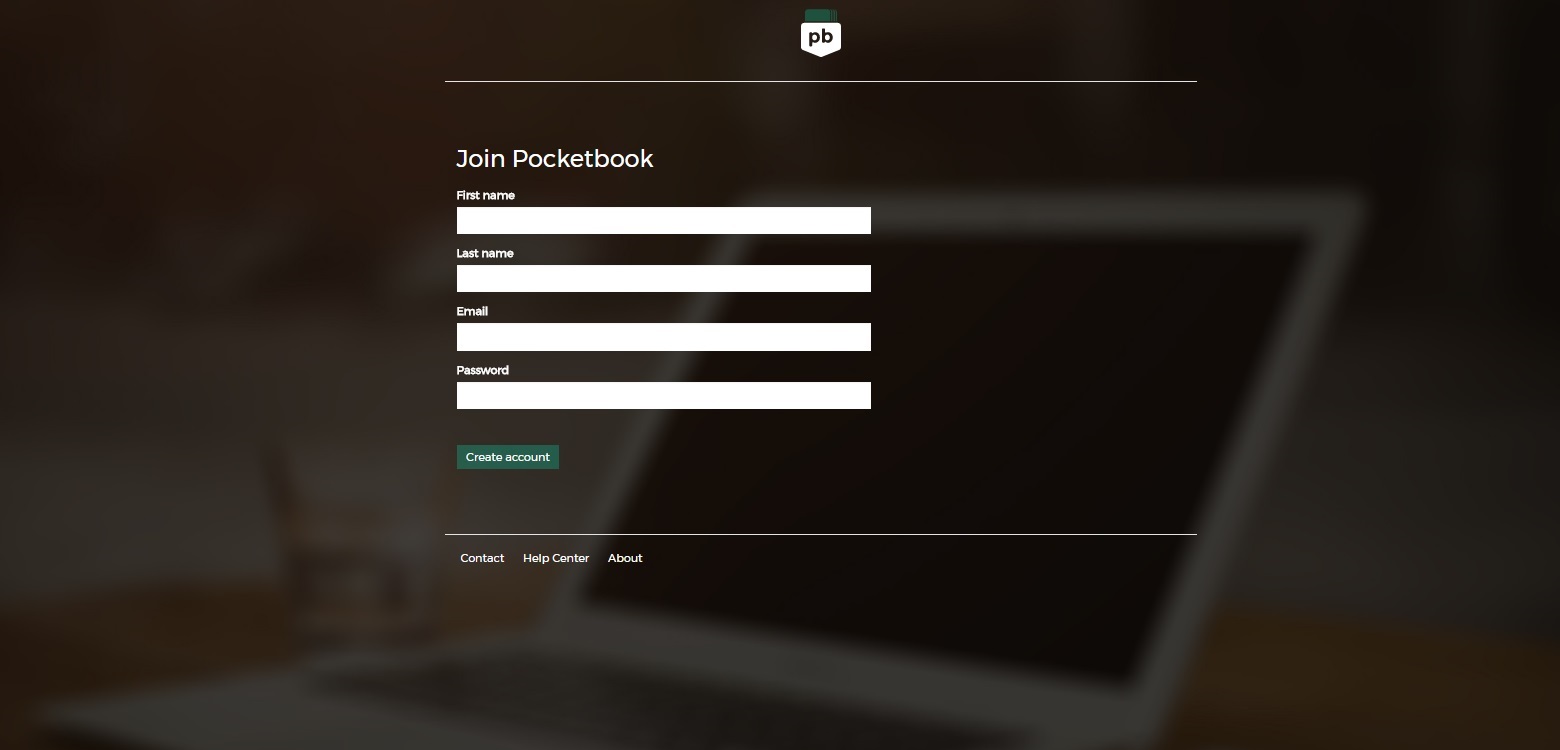 pb
Join Pocketbook
First name
Last name
Email
Password
Create account
Contact Help Center About